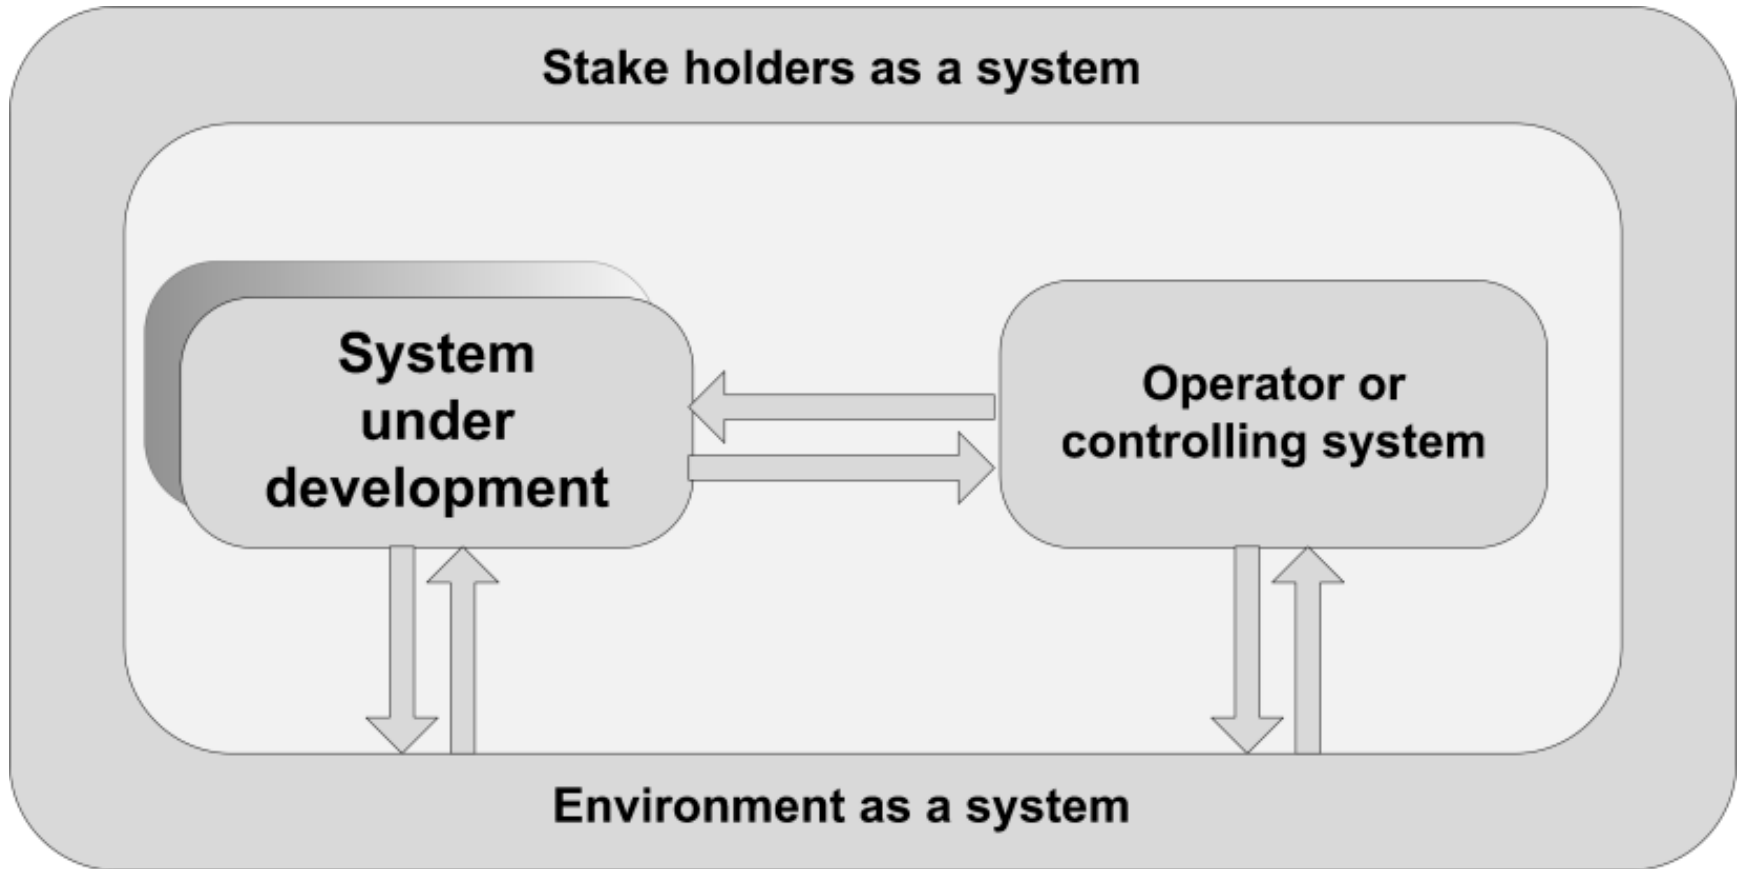 Stake holders as a system
System
under
development
Operator or
controlling system
Environment as a system